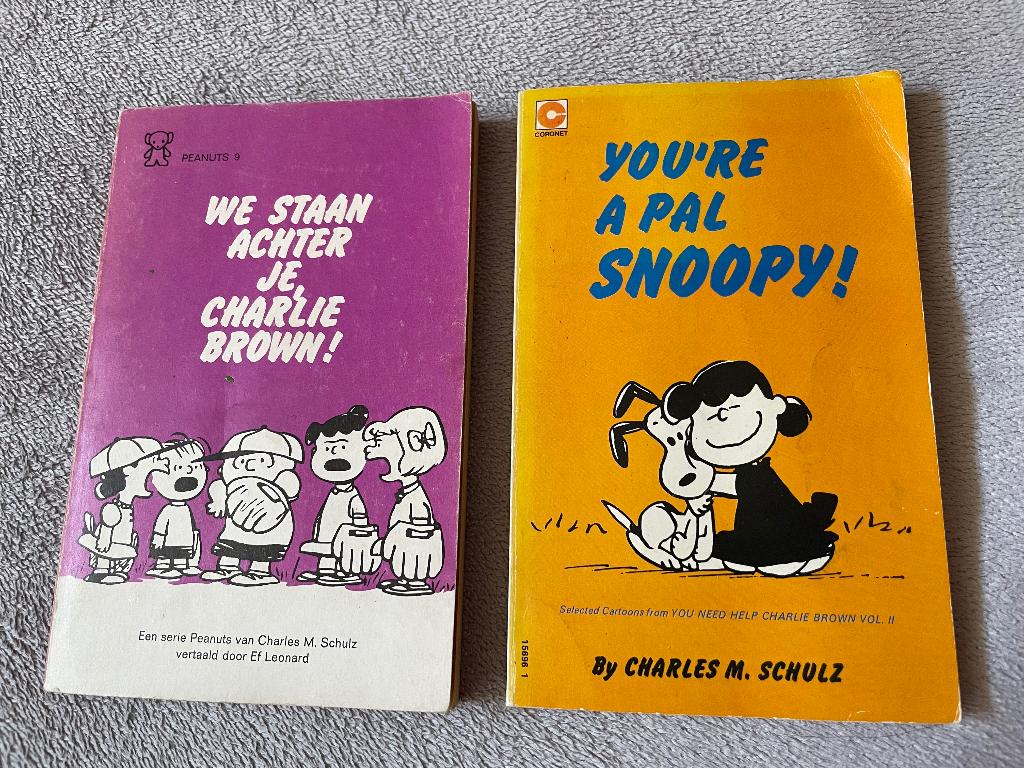 PEANUTS 9
WE STAAN
ACHTER
JE,
CHARLIE
BROWN!
Een serie Peanuts van Charles M. Schulz
vertaald door Ef Leonard
CORONET
YOU'RE
A PAL
SNOOPY!
Selected Cartoons from YOU NEED HELP CHARLIE BROWN VOL. II
By CHARLES M. SCHULZ
15696 1